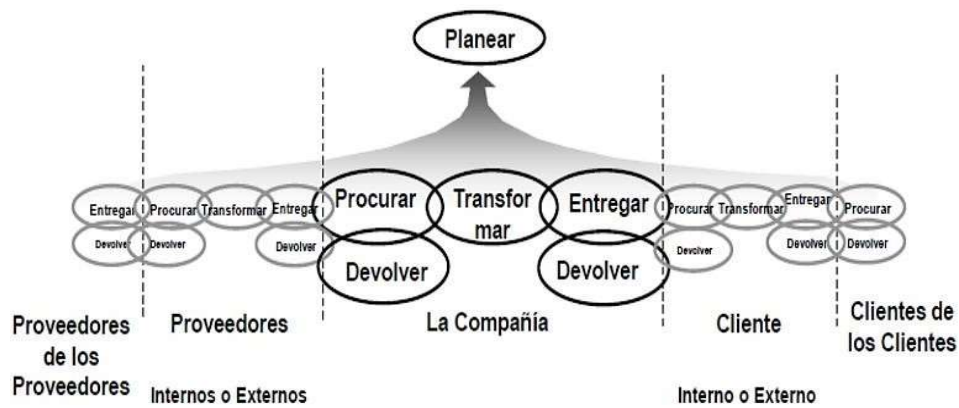 Planear
Entregar Procurar Transformar Entregar Procurar Transfor Entregar Procurar Transformar Entregar Procurar
mar
Devolver Devolver Devolver Devolver Devolver Devolver Devolver Devolver
Proveedores Proveedores La Compañía Cliente Clientes de
de los los Clientes
Proveedores
Internos o Externos Interno o Externo